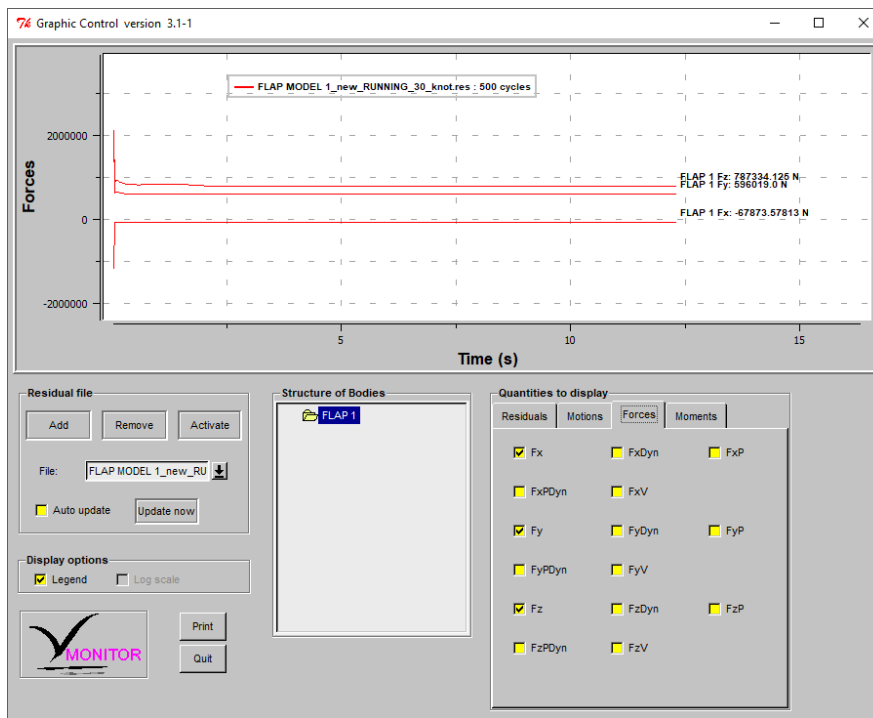 Graphic Control version 3.1-1
FLAP MODEL 1_new_RUNNING_30_knot.res : 500 cycles
Forces
2000000
0
-2000000
FLAP 1 Fz: 787334.125 N
FLAP 1 Fy: 596019.0 N
FLAP 1 Fx: -67873.57813 N
5 10 15
Time (s)
Residual file
Add Remove Activate
File: FLAP MODEL 1_new_RU
Auto update Update now
Display options
Legend Log scale
MONITOR
Print
Quit
Structure of Bodies
FLAP 1
Quantities to display
Residuals Motions Forces Moments
Fx FxDyn FxP
FxPDyn FxV
Fy FyDyn FyP
FyPDyn FyV
Fz FzDyn FzP
FzPDyn FzV